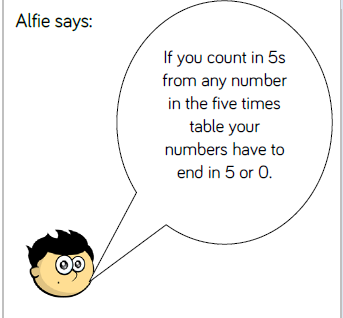 Alfie says:
If you count in 5s
from any number
in the five times
table your
numbers have to
end in 5 or 0.